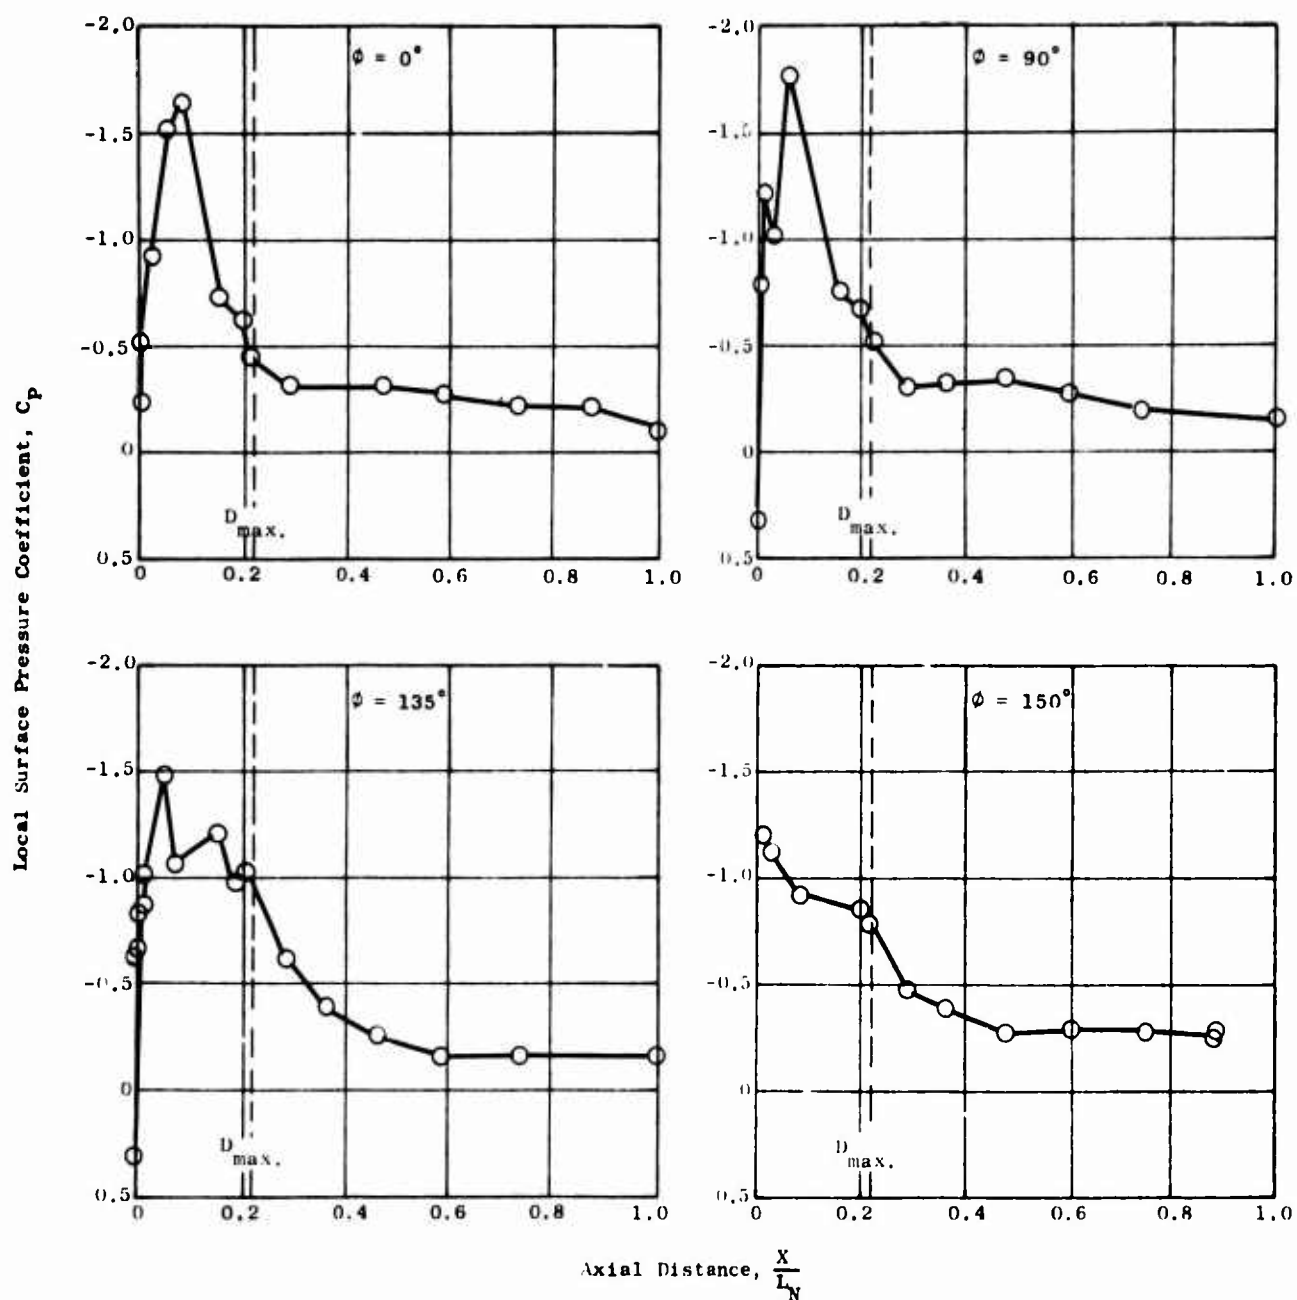 Local Surface Pressure Coefficient, Cp
-2.0
-1.5
-1.0
-0.5
0
0.5
ϕ = 0°
D max.
0 0.2 0.4 0.6 0.8 1.0
-2.0
-1.5
-1.0
-0.5
0
0.5
ϕ = 90°
D max.
0 0.2 0.4 0.6 0.8 1.0
-2.0
-1.5
-1.0
-0.5
0
0.5
ϕ = 135°
D max.
0 0.2 0.4 0.6 0.8 1.0
-2.0
-1.5
-1.0
-0.5
0
0.5
ϕ = 150°
D max.
0 0.2 0.4 0.6 0.8 1.0
Axial Distance, X/L_N